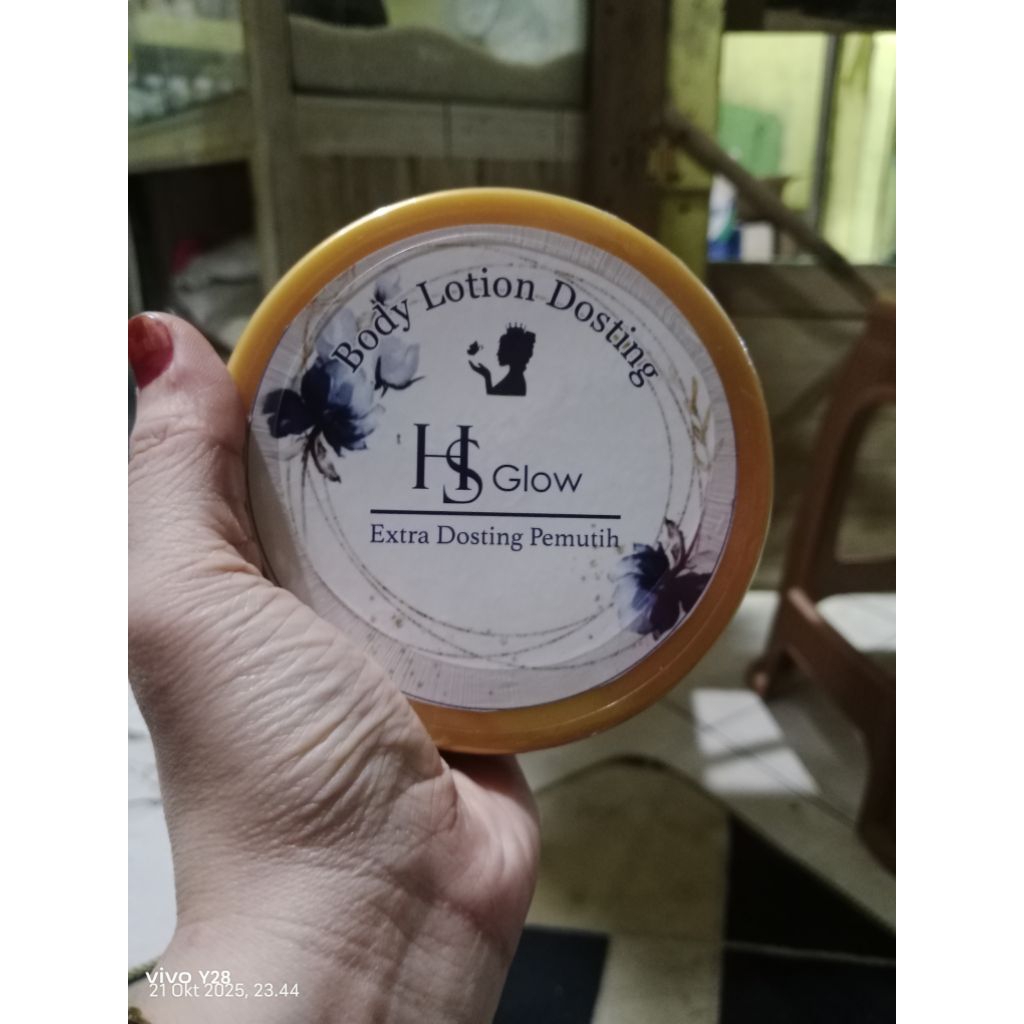 Body Lotion Dosting
HS Glow
Extra Dosting Pemutih
vivo Y28
21 Okt 2025, 23.44